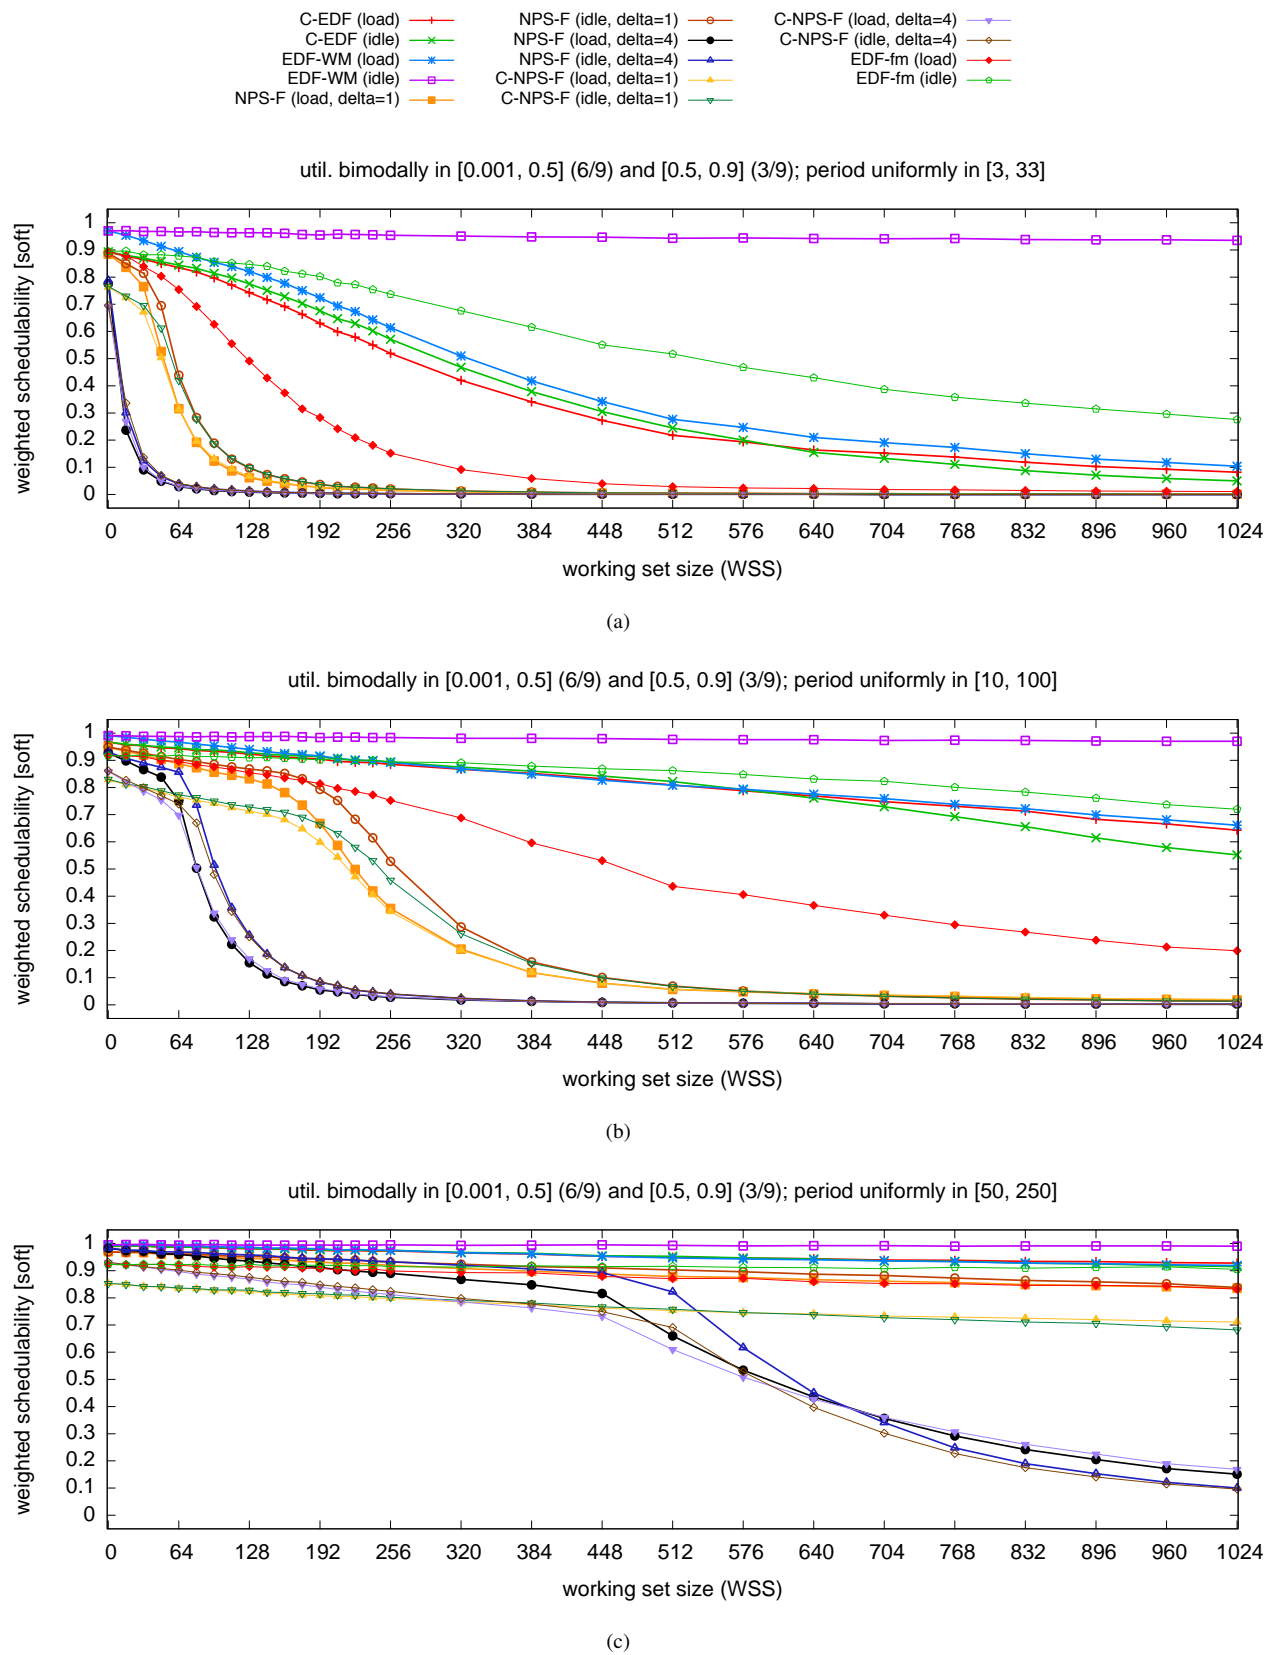 C-EDF (load)
C-EDF (idle)
EDF-WM (load)
EDF-WM (idle)
NPS-F (load, delta=1)
NPS-F (idle, delta=1)
NPS-F (load, delta=4)
NPS-F (idle, delta=4)
C-NPS-F (load, delta=1)
C-NPS-F (idle, delta=1)
C-NPS-F (load, delta=4)
C-NPS-F (idle, delta=4)
EDF-fm (load)
EDF-fm (idle)
util. bimodally in [0.001, 0.5] (6/9) and [0.5, 0.9] (3/9); period uniformly in [3, 33]
weighted schedulability [soft]
1
0.9
0.8
0.7
0.6
0.5
0.4
0.3
0.2
0.1
0
0 64 128 192 256 320 384 448 512 576 640 704 768 832 896 960 1024
working set size (WSS)
(a)
util. bimodally in [0.001, 0.5] (6/9) and [0.5, 0.9] (3/9); period uniformly in [10, 100]
weighted schedulability [soft]
1
0.9
0.8
0.7
0.6
0.5
0.4
0.3
0.2
0.1
0
0 64 128 192 256 320 384 448 512 576 640 704 768 832 896 960 1024
working set size (WSS)
(b)
util. bimodally in [0.001, 0.5] (6/9) and [0.5, 0.9] (3/9); period uniformly in [50, 250]
weighted schedulability [soft]
1
0.9
0.8
0.7
0.6
0.5
0.4
0.3
0.2
0.1
0
0 64 128 192 256 320 384 448 512 576 640 704 768 832 896 960 1024
working set size (WSS)
(c)